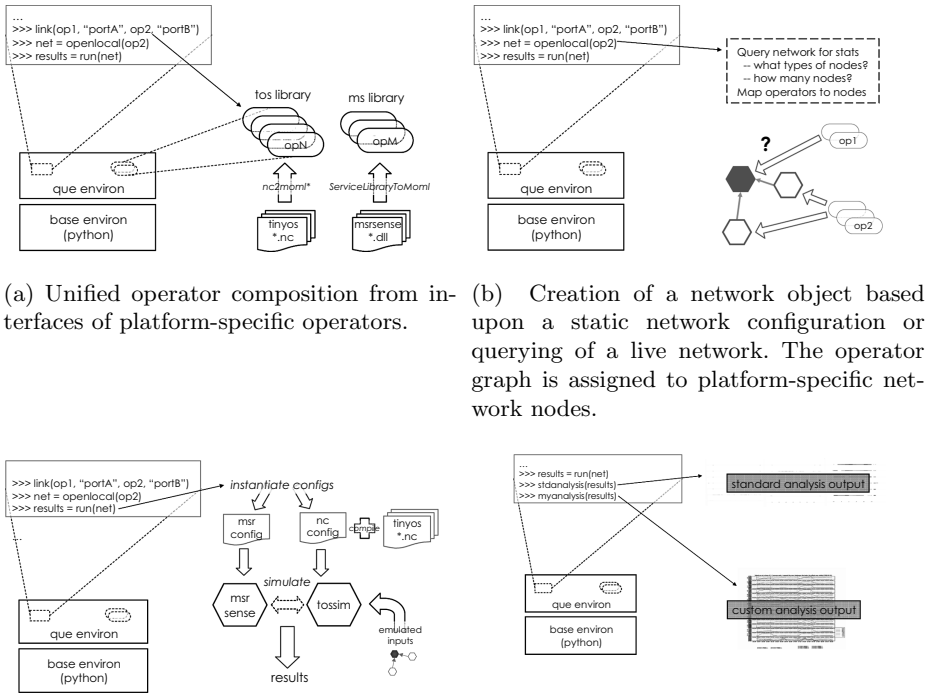 ...
>>> link(op1, “portA”, op2, “portB”)
>>> net = openlocal(op2)
>>> results = run(net)
tos library
ms library
opN
opM
nc2moml*
ServiceLibraryToMoml
que environ
base environ
(python)
tinyos
*.nc
msrsense
*.dll
...
>>> link(op1, “portA”, op2, “portB”)
>>> net = openlocal(op2)
>>> results = run(net)
Query network for stats
-- what types of nodes?
-- how many nodes?
Map operators to nodes
?
op1
op2
que environ
base environ
(python)
(a) Unified operator composition from in-
terfaces of platform-specific operators.
(b) Creation of a network object based
upon a static network configuration or
querying of a live network. The operator
graph is assigned to platform-specific net-
work nodes.
>>> link(op1, “portA”, op2, “portB”)
>>> net = openlocal(op2)
>>> results = run(net)
...
instantiate configs
msr
config
nc
config
compile
tinyos
*.nc
simulate
msr
sense
tossim
emulated
inputs
results
que environ
base environ
(python)
...
>>> results = run(net)
>>> stdanalysis(results)
>>> myanalysis(results)
standard analysis output
custom analysis output
que environ
base environ
(python)